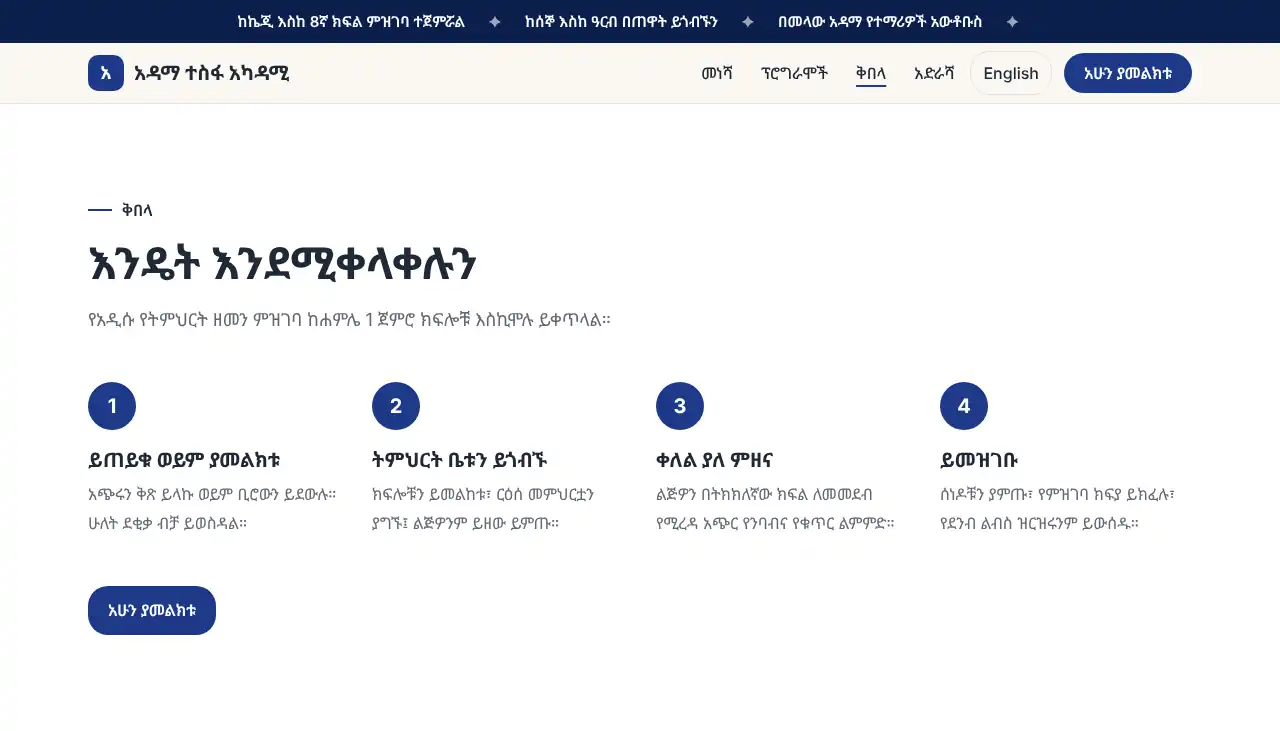 ከኬጂ እስከ 8ኛ ክፍል ምዝገባ ተጀምሯል ✦ ከሰኞ እስከ ዓርብ በጠዋት ይጎብኙን ✦ በመላው አዳማ የተማሪዎች አውቶቡስ ✦
አ አዳማ ተስፋ አካዳሚ
መነሻ ፕሮግራሞች ቅበላ አድራሻ English አሁን ያመልክቱ
ቅበላ
እንዴት እንደሚቀላቀሉን
የአዲሱ የትምህርት ዘመን ምዝገባ ከሐምሌ 1 ጀምሮ ክፍሎቹ እስኪሞሉ ይቀጥላል።
1
ይጠይቁ ወይም ያመልክቱ
አጭሩን ቅጽ ይላኩ ወይም ቢሮውን ይደውሉ።
ሁለት ደቂቃ ብቻ ይወስዳል።
2
ትምህርት ቤቱን ይጎብኙ
ክፍሎቹን ይመልከቱ፣ ርዕሰ መምህርቷን
ያግኙ፤ ልጅዎንም ይዘው ይምጡ።
3
ቀለል ያለ ምዘና
ልጅዎን በትክክለኛው ክፍል ለመመደብ
የሚረዳ አጭር የንባብና የቁጥር ልምምድ።
4
ይመዝገቡ
ሰነዶቹን ያምጡ፣ የምዝገባ ክፍያ ይክፈሉ፣
የደንብ ልብስ ዝርዝሩንም ይውሰዱ።
አሁን ያመልክቱ